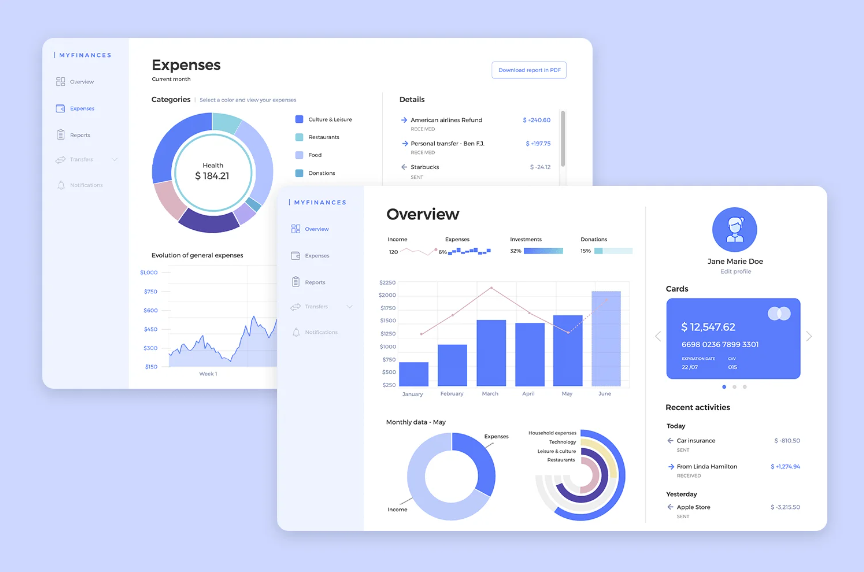 MYFINANCES
Overview
Expenses
Reports
Transfers
Notifications
Expenses
Current month
Download report in PDF
Categories | Select a color and view your expenses
Health
$ 184.21
Culture & Leisure
Restaurants
Food
Donations
Details
American airlines Refund
$ +240.60
RECEIVED
Personal transfer - Ben F.J.
$ +197.75
RECEIVED
Starbucks
$ -24.12
SENT
Evolution of general expenses
$1,000
$750
$600
$450
$300
$150
Week 1
MYFINANCES
Overview
Expenses
Reports
Transfers
Notifications
Overview
Income
120
Expenses
6%
Investments
32%
Donations
15%
$2250
$2000
$1750
$1500
$1250
$1000
$750
$500
$250
January
February
March
April
May
June
Monthly data - May
Expenses
Income
Household expenses
Technology
Leisure & culture
Restaurants
Jane Marie Doe
Edit profile
Cards
$ 12,547.62
6698 0236 7899 3301
EXPIRATION DATE
22 /07
015
Recent activities
Today
Car insurance
$ -810.50
SENT
From Linda Hamilton
$ +1,274.94
RECEIVED
Yesterday
Apple Store
$ -3,215.50
SENT